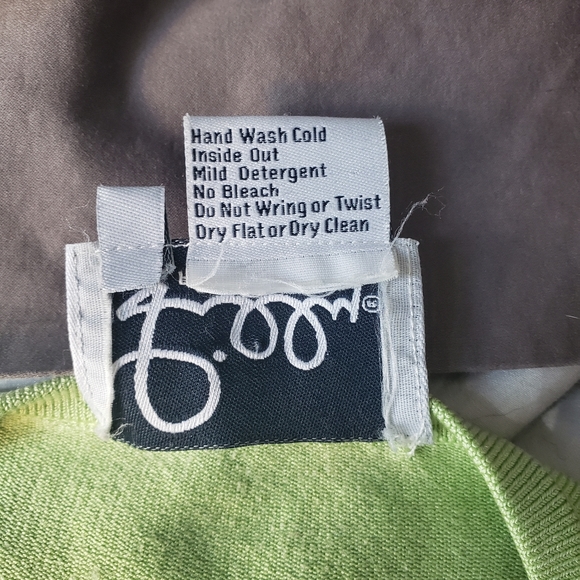 Hand Wash Cold
Inside Out
Mild Detergent
No Bleach
Do Not Wring or Twist
Dry Flat or Dry Clean
®